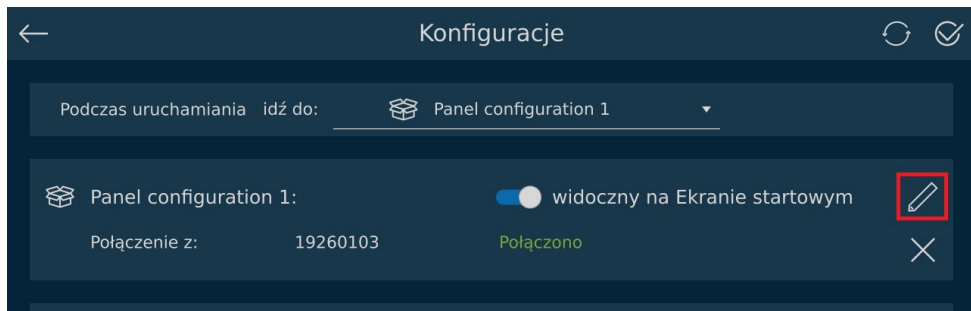 Konfiguracje
Podczas uruchamiania idź do: Panel configuration 1
Panel configuration 1: widoczny na Ekranie startowym
Połączenie z: 19260103 Połączono